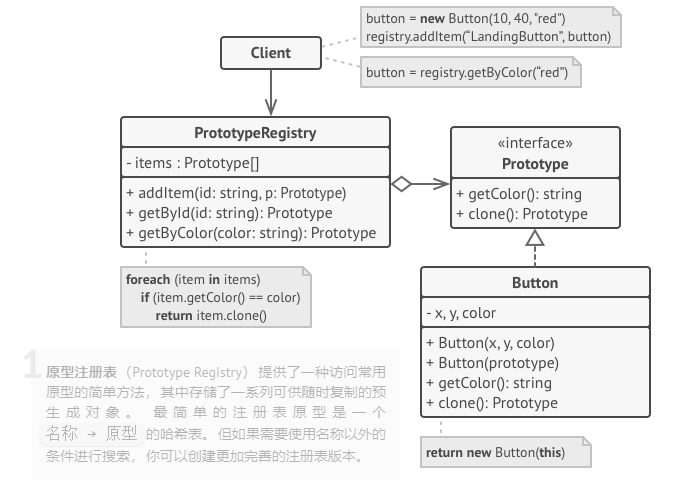 button = new Button(10, 40, "red")
registry.addItem(“LandingButton”, button)
Client
button = registry.getByColor(“red”)
PrototypeRegistry
- items : Prototype[]
+ addItem(id: string, p: Prototype)
+ getById(id: string): Prototype
+ getByColor(color: string): Prototype
foreach (item in items)
if (item.getColor() == color)
return item.clone()
«interface»
Prototype
+ getColor(): string
+ clone(): Prototype
Button
- x, y, color
+ Button(x, y, color)
+ Button(prototype)
+ getColor(): string
+ clone(): Prototype
return new Button(this)
1
原型注册表（Prototype Registry）提供了一种访问常用
原型的简单方法，其中存储了一系列可供随时复制的预
生成对象。最简单的注册表原型是一个
名称 → 原型 的哈希表。但如果需要使用名称以外的
条件进行搜索，你可以创建更加完善的注册表版本。